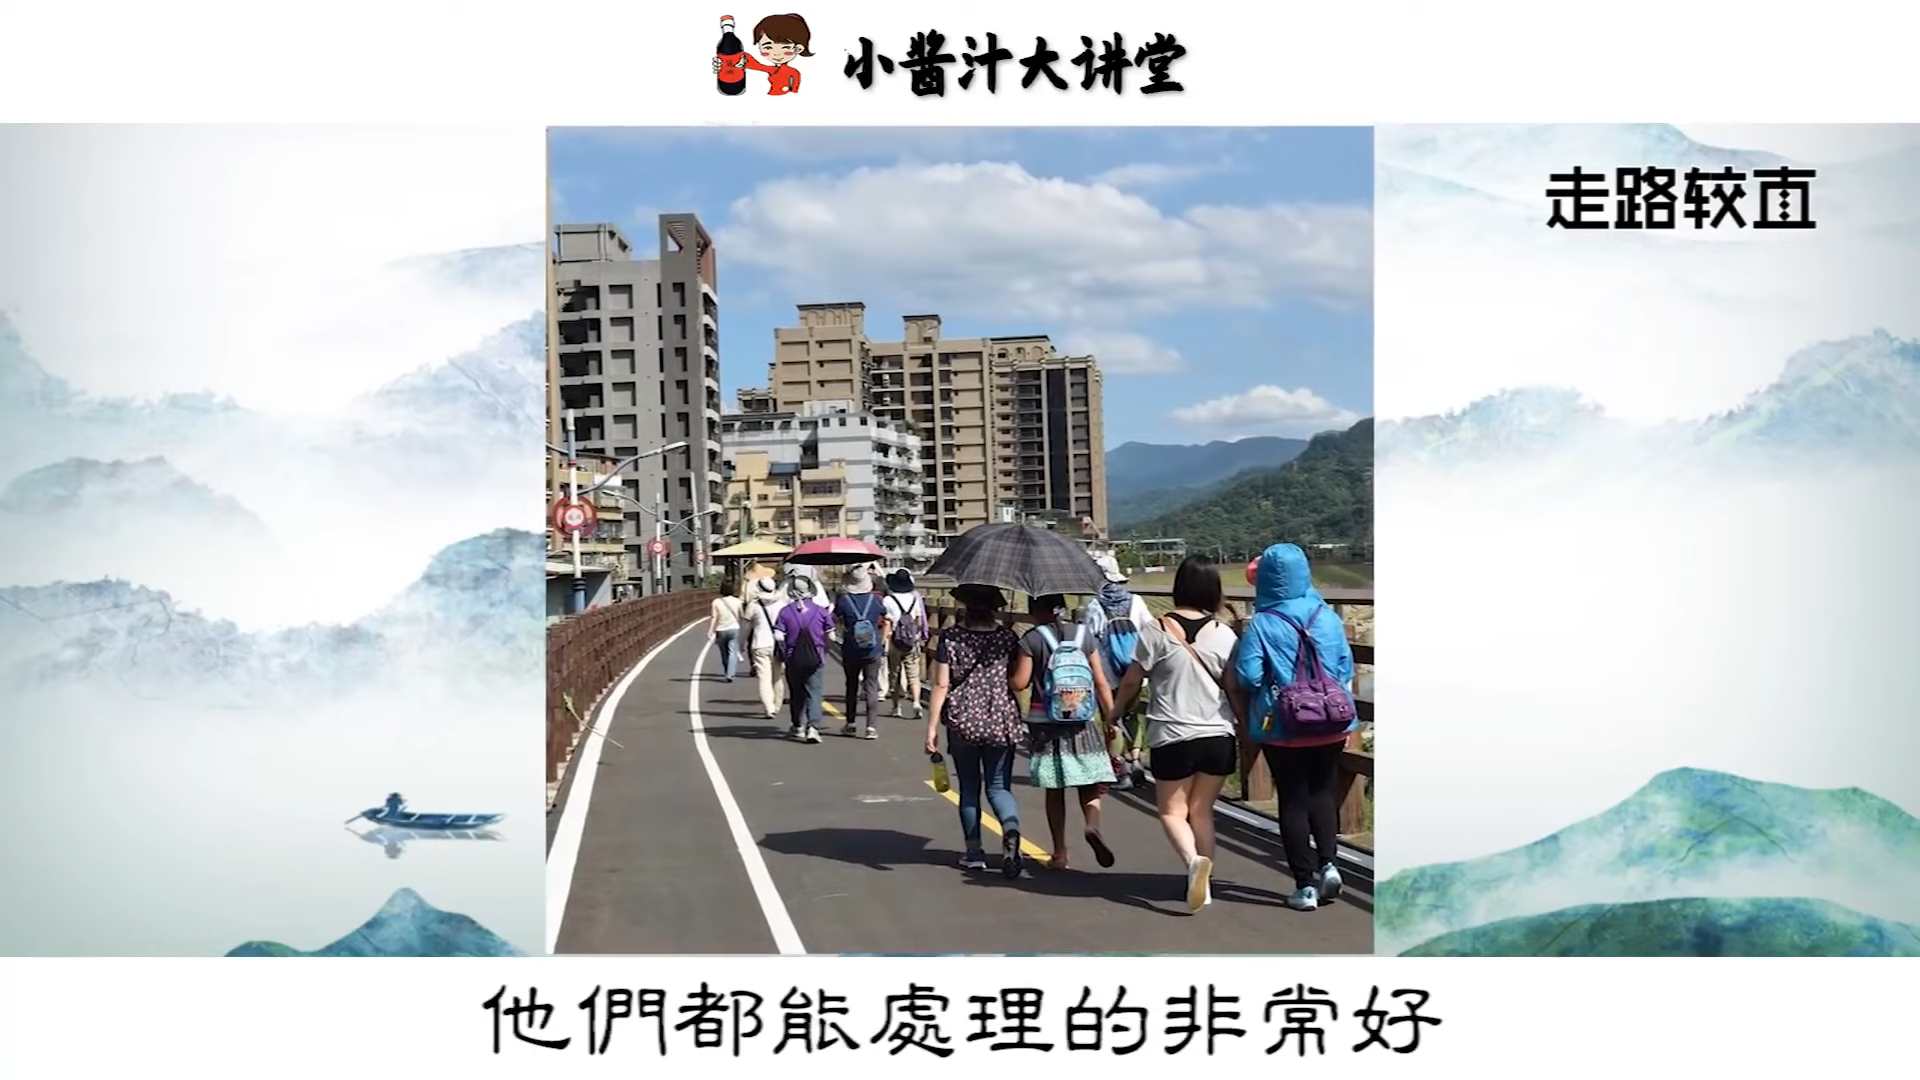 小酱汁大讲堂
走路较直
他們都能處理的非常好